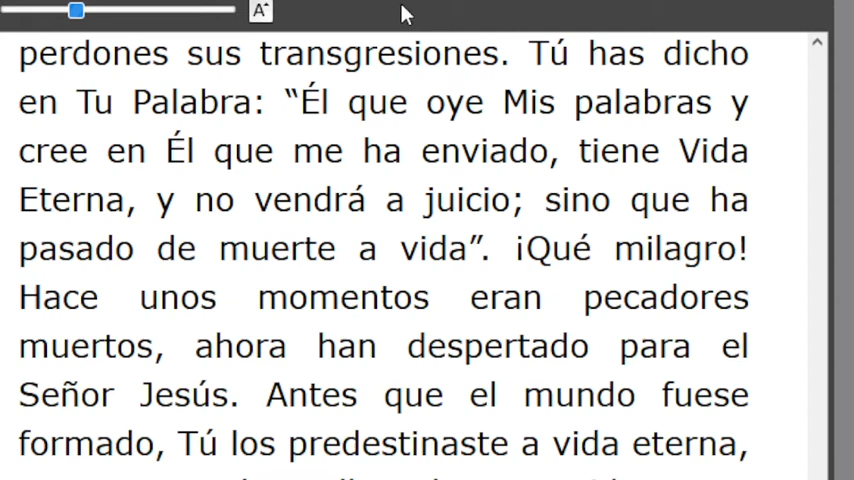 A
perdones sus transgresiones. Tú has dicho
en Tu Palabra: “Él que oye Mis palabras y
cree en Él que me ha enviado, tiene Vida
Eterna, y no vendrá a juicio; sino que ha
pasado de muerte a vida”. ¡Qué milagro!
Hace unos momentos eran pecadores
muertos, ahora han despertado para el
Señor Jesús. Antes que el mundo fuese
formado, Tú los predestinaste a vida eterna,